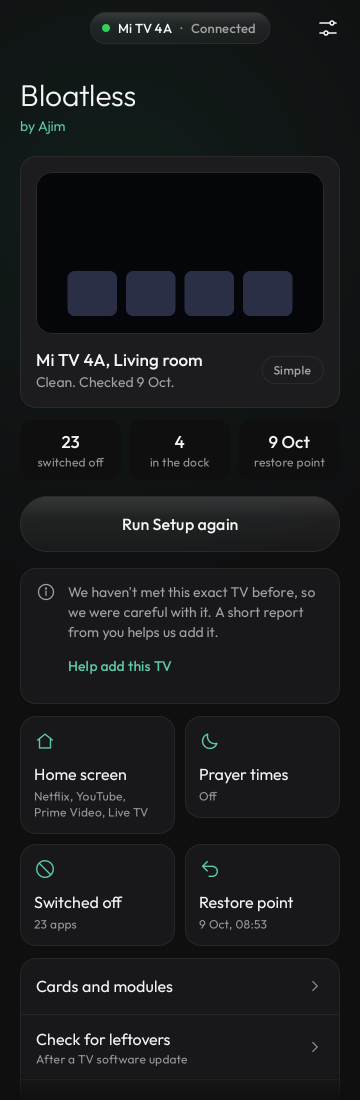 Mi TV 4A · Connected
Bloatless
by Ajim
Mi TV 4A, Living room
Clean. Checked 9 Oct.
Simple
23
switched off
4
in the dock
9 Oct
restore point
Run Setup again
We haven't met this exact TV before, so
we were careful with it. A short report
from you helps us add it.
Help add this TV
Home screen
Netflix, YouTube,
Prime Video, Live TV
Prayer times
Off
Switched off
23 apps
Restore point
9 Oct, 08:53
Cards and modules
Check for leftovers
After a TV software update